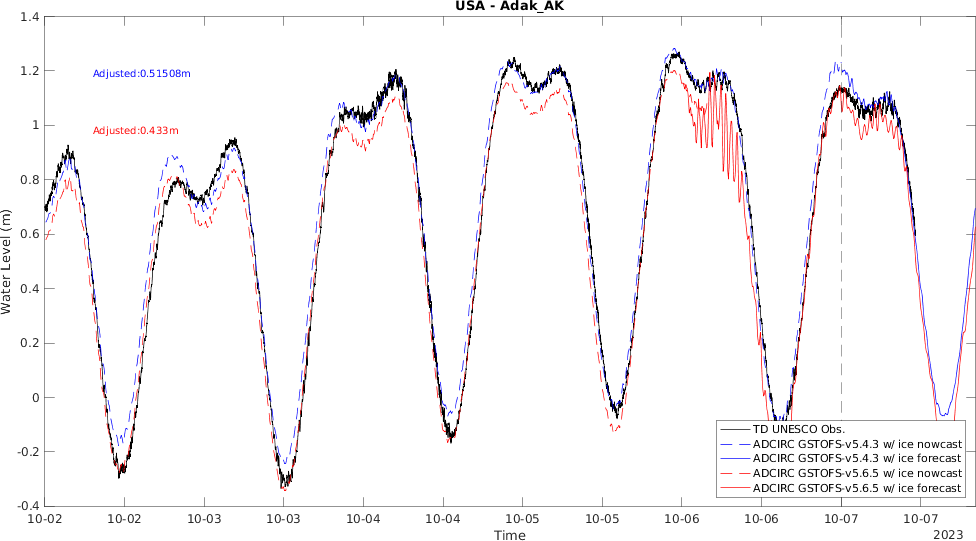 USA - Adak_AK
1.4
1.2
1
0.8
0.6
0.4
0.2
0
-0.2
-0.4
Water Level (m)
Adjusted:0.51508m
Adjusted:0.433m
TD UNESCO Obs.
ADCIRC GSTOFS-v5.4.3 w/ ice nowcast
ADCIRC GSTOFS-v5.4.3 w/ ice forecast
ADCIRC GSTOFS-v5.6.5 w/ ice nowcast
ADCIRC GSTOFS-v5.6.5 w/ ice forecast
10-02 10-02 10-03 10-03 10-04 10-04 10-05 10-05 10-06 10-06 10-07 10-07
Time
2023